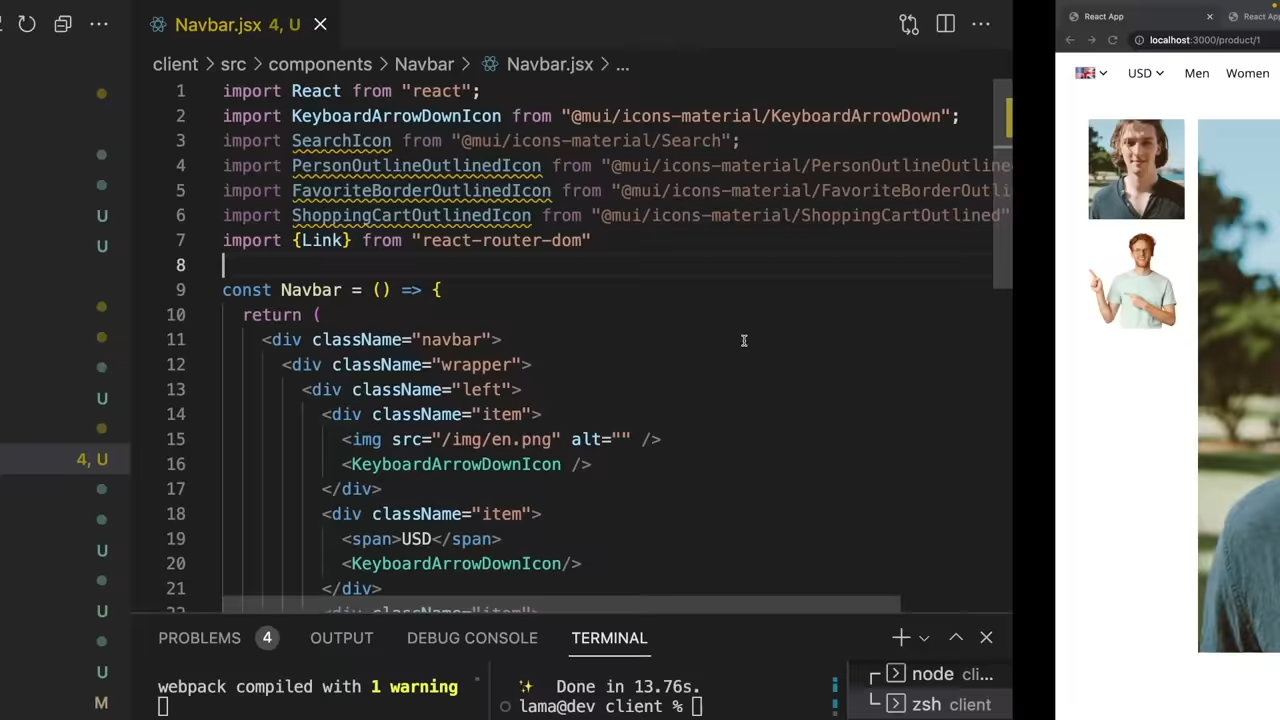 Navbar.jsx 4, U
client > src > components > Navbar > Navbar.jsx > ...
1 import React from "react";
2 import KeyboardArrowDownIcon from "@mui/icons-material/KeyboardArrowDown";
3 import SearchIcon from "@mui/icons-material/Search";
4 import PersonOutlineOutlinedIcon from "@mui/icons-material/PersonOutlineOutline
5 import FavoriteBorderOutlinedIcon from "@mui/icons-material/FavoriteBorderOutli
6 import ShoppingCartOutlinedIcon from "@mui/icons-material/ShoppingCartOutlined"
7 import {Link} from "react-router-dom"
8
9 const Navbar = () => {
10 return (
11 <div className="navbar">
12 <div className="wrapper">
13 <div className="left">
14 <div className="item">
15 <img src="/img/en.png" alt="" />
16 <KeyboardArrowDownIcon />
17 </div>
18 <div className="item">
19 <span>USD</span>
20 <KeyboardArrowDownIcon/>
21 </div>
22 <div className="item">
U
U
U
4, U
U
U
U
M
PROBLEMS 4 OUTPUT DEBUG CONSOLE TERMINAL
webpack compiled with 1 warning
Done in 13.76s.
lama@dev client %
node cli...
zsh client
React App
React App
localhost:3000/product/1
USD Men Women